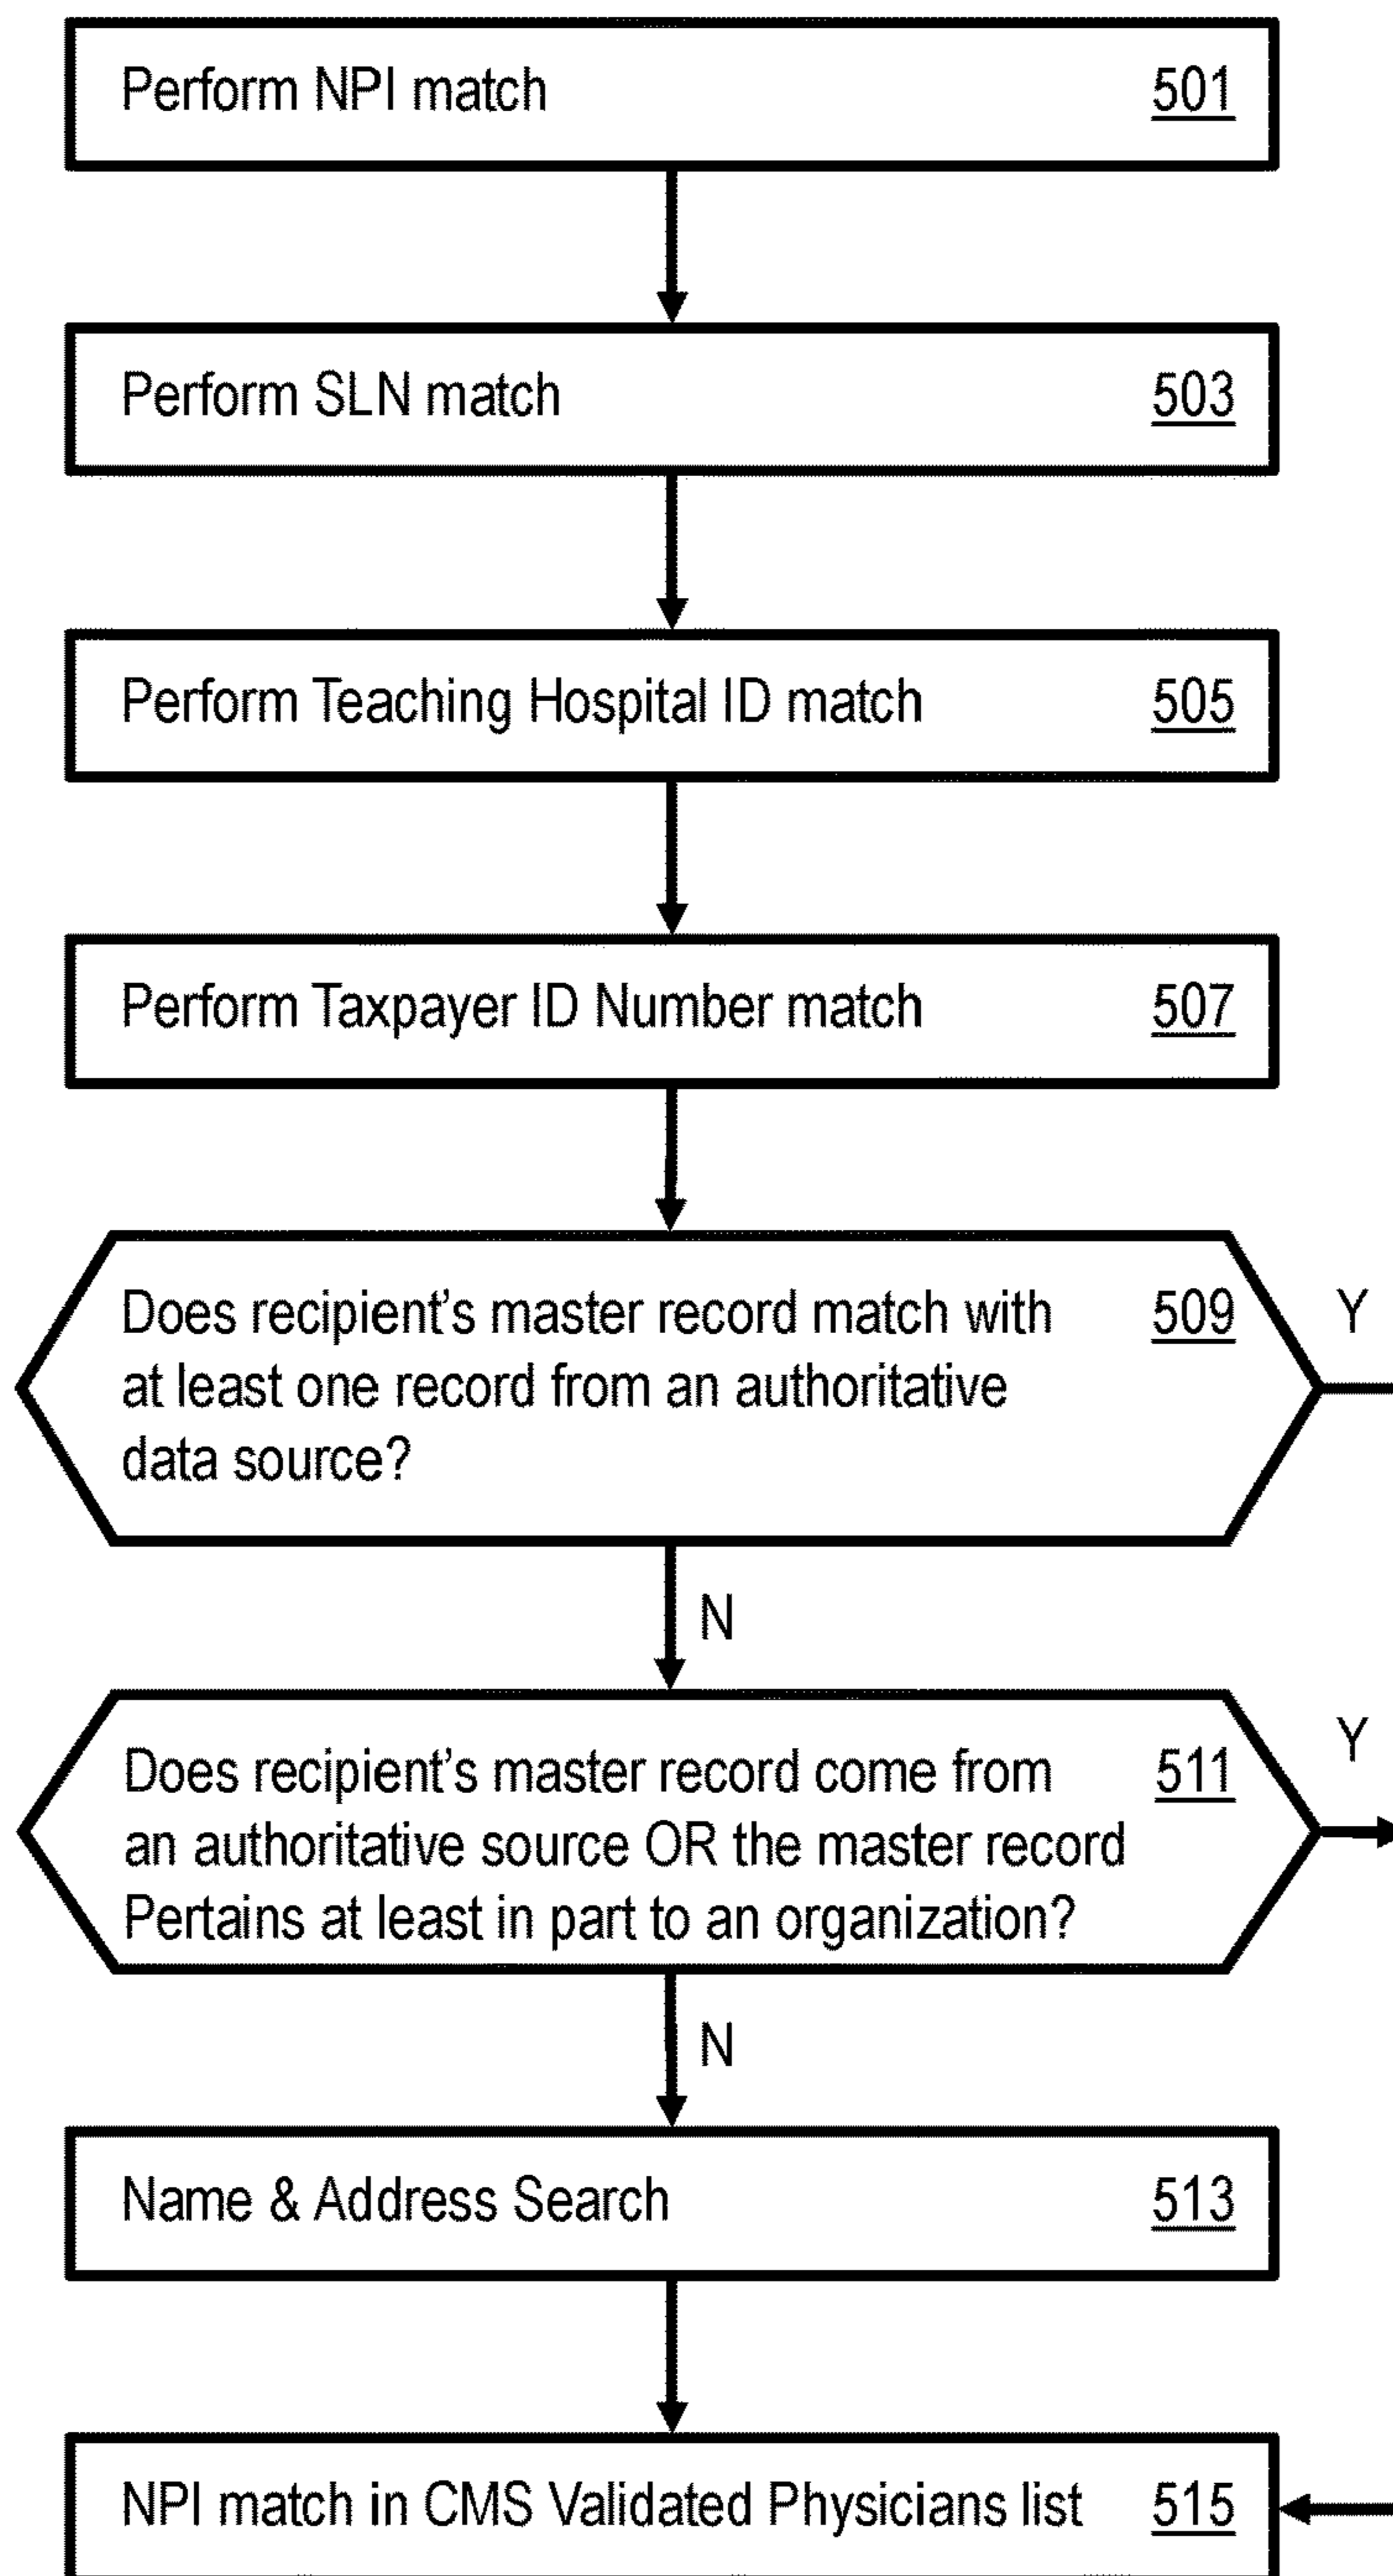 Perform NPI match 501
Perform SLN match 503
Perform Teaching Hospital ID match 505
Perform Taxpayer ID Number match 507
Does recipient's master record match with 509
at least one record from an authoritative
data source?
Y
N
Does recipient's master record come from 511
an authoritative source OR the master record
Pertains at least in part to an organization?
Y
N
Name & Address Search 513
NPI match in CMS Validated Physicians list 515